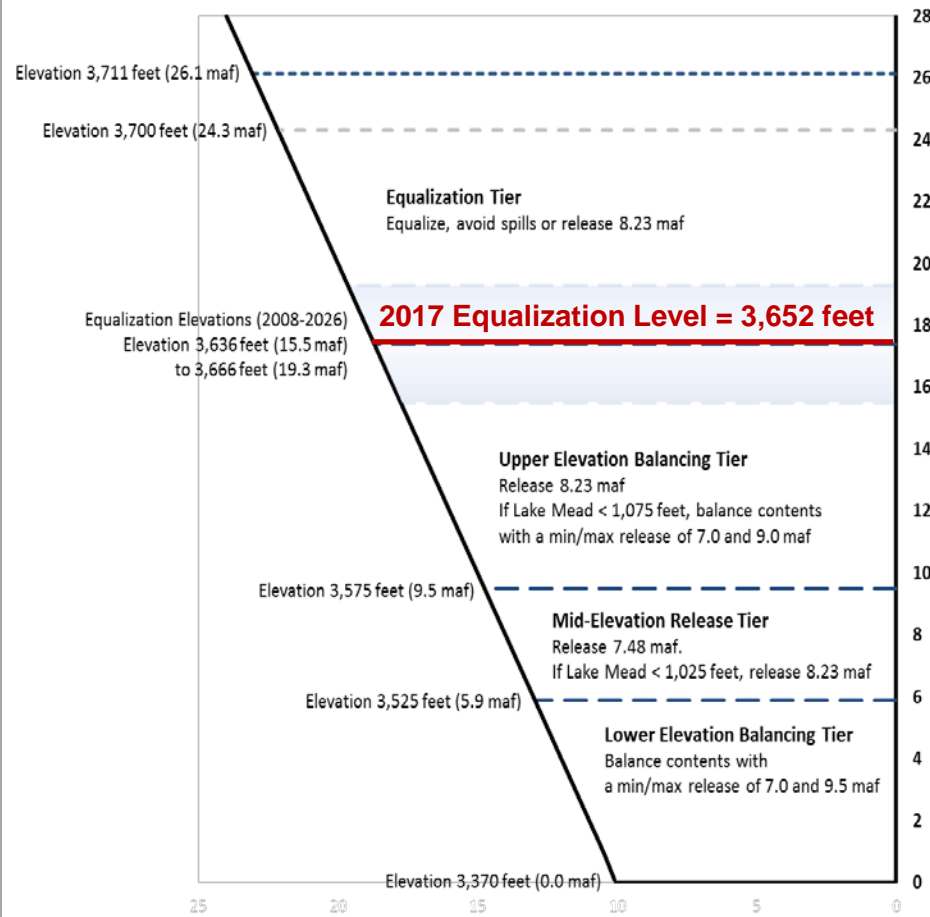 28
Elevation 3,711 feet (26.1 maf)
26
Elevation 3,700 feet (24.3 maf)
24
22
Equalization Tier
Equalize, avoid spills or release 8.23 maf
20
Equalization Elevations (2008-2026)
Elevation 3,636 feet (15.5 maf)
to 3,666 feet (19.3 maf)
2017 Equalization Level = 3,652 feet
18
16
14
Upper Elevation Balancing Tier
Release 8.23 maf
If Lake Mead < 1,075 feet, balance contents
with a min/max release of 7.0 and 9.0 maf
12
10
Elevation 3,575 feet (9.5 maf)
Mid-Elevation Release Tier
Release 7.48 maf.
If Lake Mead < 1,025 feet, release 8.23 maf
8
6
Elevation 3,525 feet (5.9 maf)
Lower Elevation Balancing Tier
Balance contents with
a min/max release of 7.0 and 9.5 maf
4
2
Elevation 3,370 feet (0.0 maf)
0
25 20 15 10 5 0